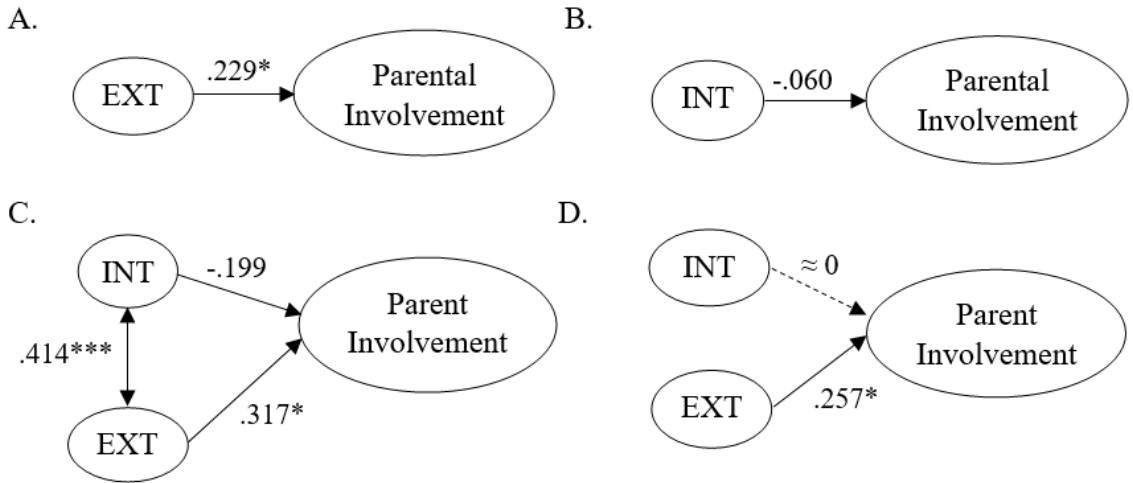 A.
EXT
.229*
Parental
Involvement
B.
INT
-.060
Parental
Involvement
C.
INT
-.199
.414***
EXT
.317*
Parent
Involvement
D.
INT
≈ 0
EXT
.257*
Parent
Involvement